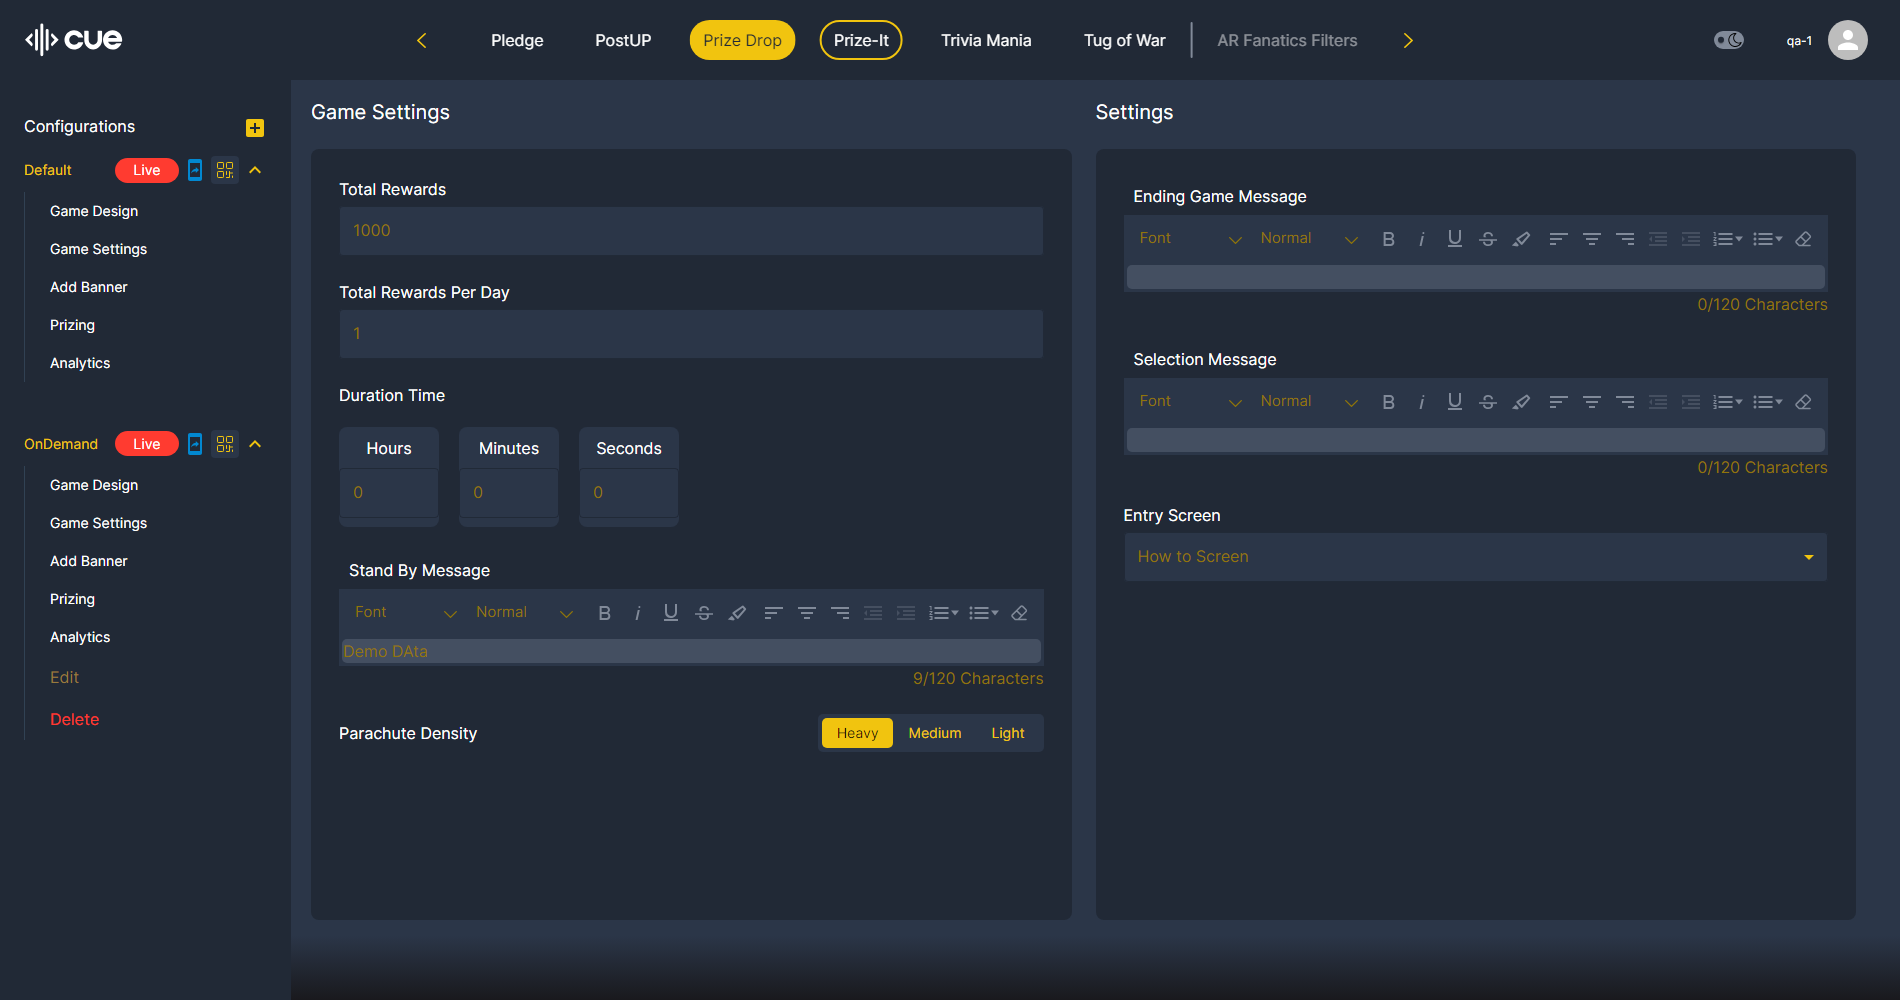 cue
Pledge
PostUP
Prize Drop
Prize-It
Trivia Mania
Tug of War
AR Fanatics Filters
qa-1
Configurations
Default
Live
Game Design
Game Settings
Add Banner
Prizing
Analytics
OnDemand
Live
Game Design
Game Settings
Add Banner
Prizing
Analytics
Edit
Delete
Game Settings
Total Rewards
1000
Total Rewards Per Day
1
Duration Time
Hours
Minutes
Seconds
0
0
0
Stand By Message
Font
Normal
Demo DAta
9/120 Characters
Parachute Density
Heavy
Medium
Light
Settings
Ending Game Message
Font
Normal
0/120 Characters
Selection Message
Font
Normal
0/120 Characters
Entry Screen
How to Screen